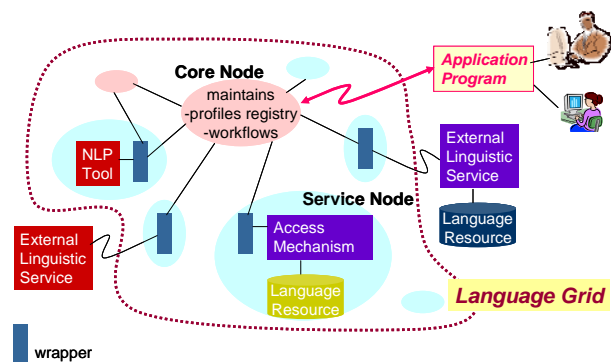 Core Node
maintains
-profiles registry
-workflows
Application
Program
NLP
Tool
External
Linguistic
Service
Service Node
Language
Resource
Access
Mechanism
External
Linguistic
Service
Language
Resource
Language Grid
wrapper